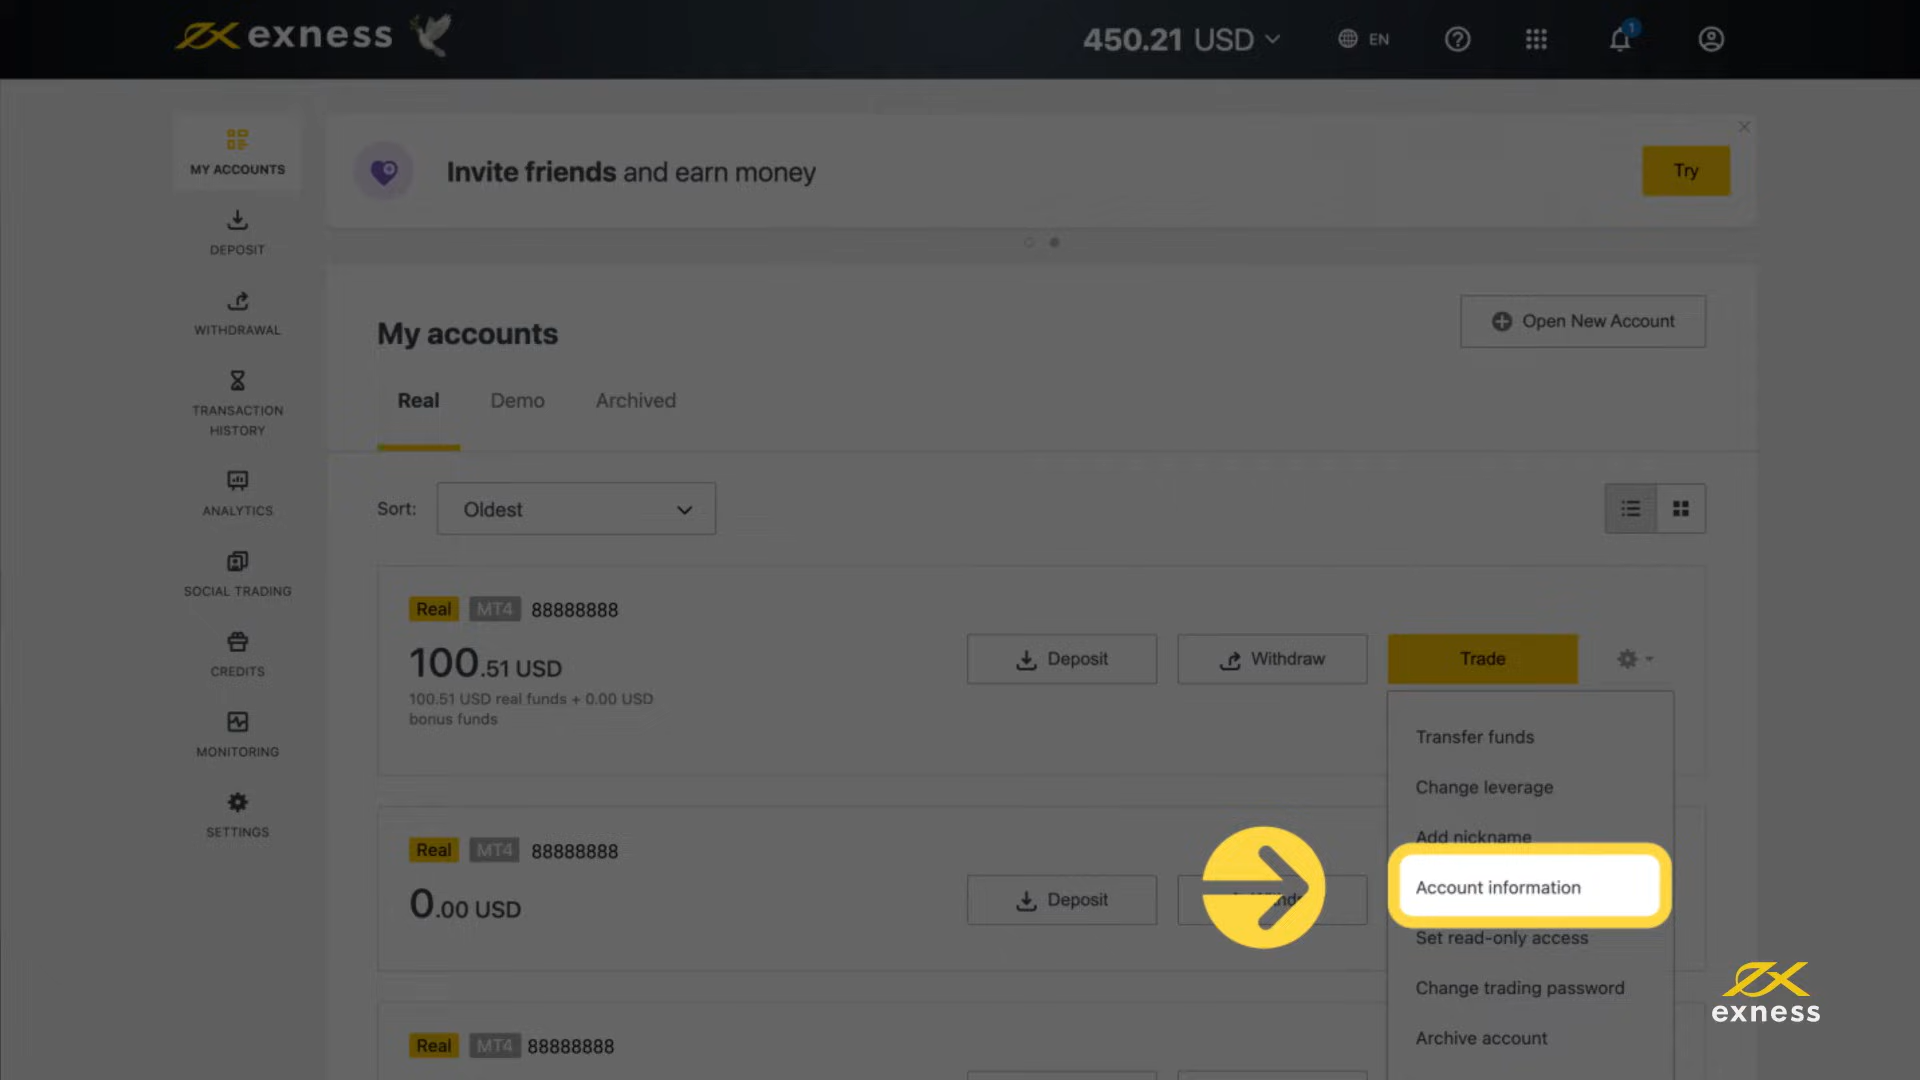 exness
450.21 USD
EN
1
MY ACCOUNTS
DEPOSIT
WITHDRAWAL
TRANSACTION
HISTORY
ANALYTICS
SOCIAL TRADING
CREDITS
MONITORING
SETTINGS
Invite friends and earn money
Try
My accounts
Open New Account
Real
Demo
Archived
Sort:
Oldest
Real MT4 88888888
100.51 USD
100.51 USD real funds + 0.00 USD
bonus funds
Deposit
Withdraw
Trade
Transfer funds
Change leverage
Add nickname
Account information
Set read-only access
Change trading password
Archive account
Real MT4 88888888
0.00 USD
Deposit
Real MT4 88888888
exness